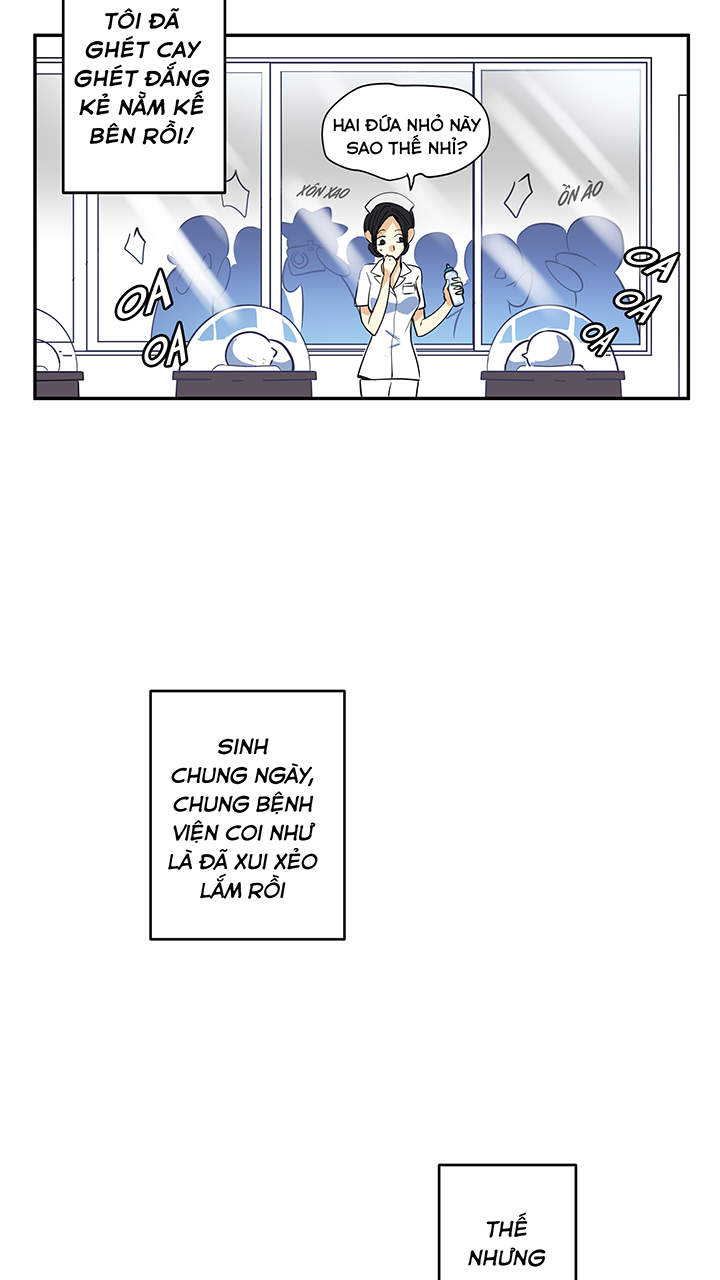 TÔI ĐÃ
GHÉT CAY
GHÉT ĐẮNG
KẺ NẰM KẾ
BÊN RỒI!
HAI ĐỨA NHỎ NÀY
SAO THẾ NHỈ?
XÔN XAO
ỒN ÀO
OA
OA
OA
OA
OA
SINH
CHUNG NGÀY,
CHUNG BỆNH
VIỆN COI NHƯ
LÀ ĐÃ XUI XẺO
LẮM RỒI
THẾ
NHƯNG